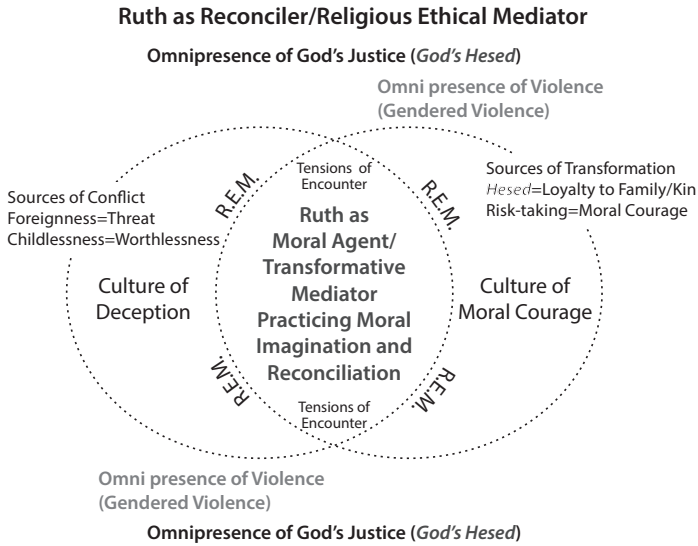 Ruth as Reconciler/Religious Ethical Mediator
Omnipresence of God’s Justice (God’s Hesed)
Omni presence of Violence
(Gendered Violence)
Sources of Conflict
Foreignness=Threat
Childlessness=Worthlessness
Culture of
Deception
R.E.M.
R.E.M.
Tensions of
Encounter
Ruth as
Moral Agent/
Transformative
Mediator
Practicing Moral
Imagination and
Reconciliation
Tensions of
Encounter
R.E.M.
R.E.M.
Sources of Transformation
Hesed=Loyalty to Family/Kin
Risk-taking=Moral Courage
Culture of
Moral Courage
Omni presence of Violence
(Gendered Violence)
Omnipresence of God’s Justice (God’s Hesed)